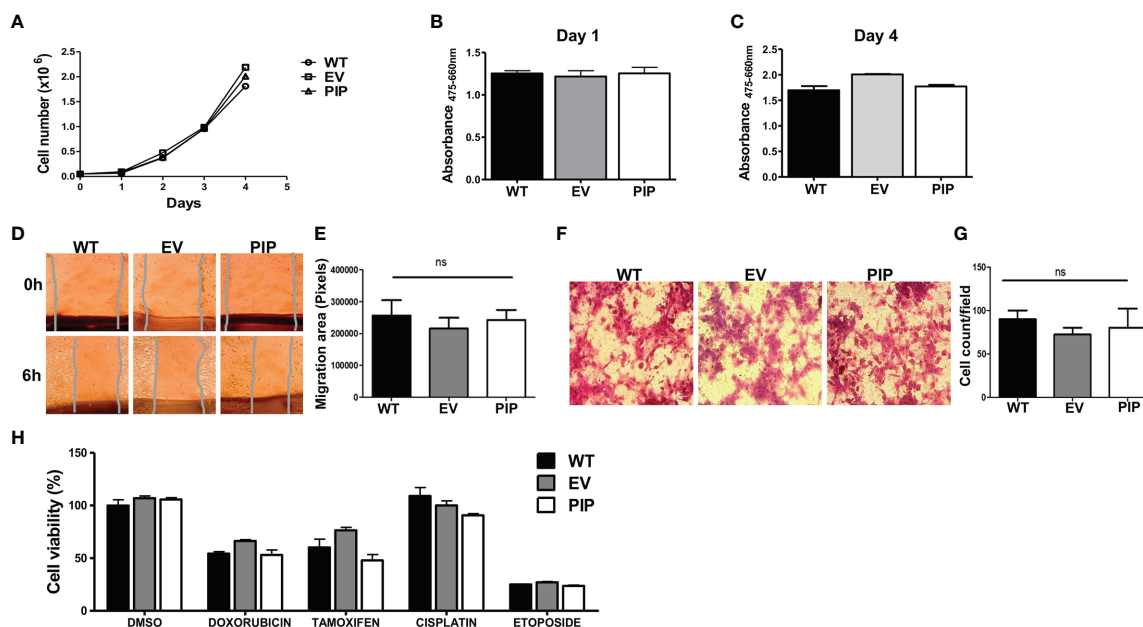 A
Cell number (x10 6)
2.5
2.0
1.5
1.0
0.5
0.0
0 1 2 3 4 5
Days
WT
EV
PIP
B
Day 1
Absorbance 475-660nm
1.5
1.0
0.5
0.0
WT EV PIP
C
Day 4
Absorbance 475-660nm
2.5
2.0
1.5
1.0
0.5
0.0
WT EV PIP
D
WT EV PIP
0h
6h
E
Migration area (Pixels)
400000
300000
200000
100000
0
ns
WT EV PIP
F
WT EV PIP
G
Cell count/field
150
100
50
0
ns
WT EV PIP
H
Cell viability (%)
150
100
50
0
DMSO DOXORUBICIN TAMOXIFEN CISPLATIN ETOPOSIDE
WT
EV
PIP